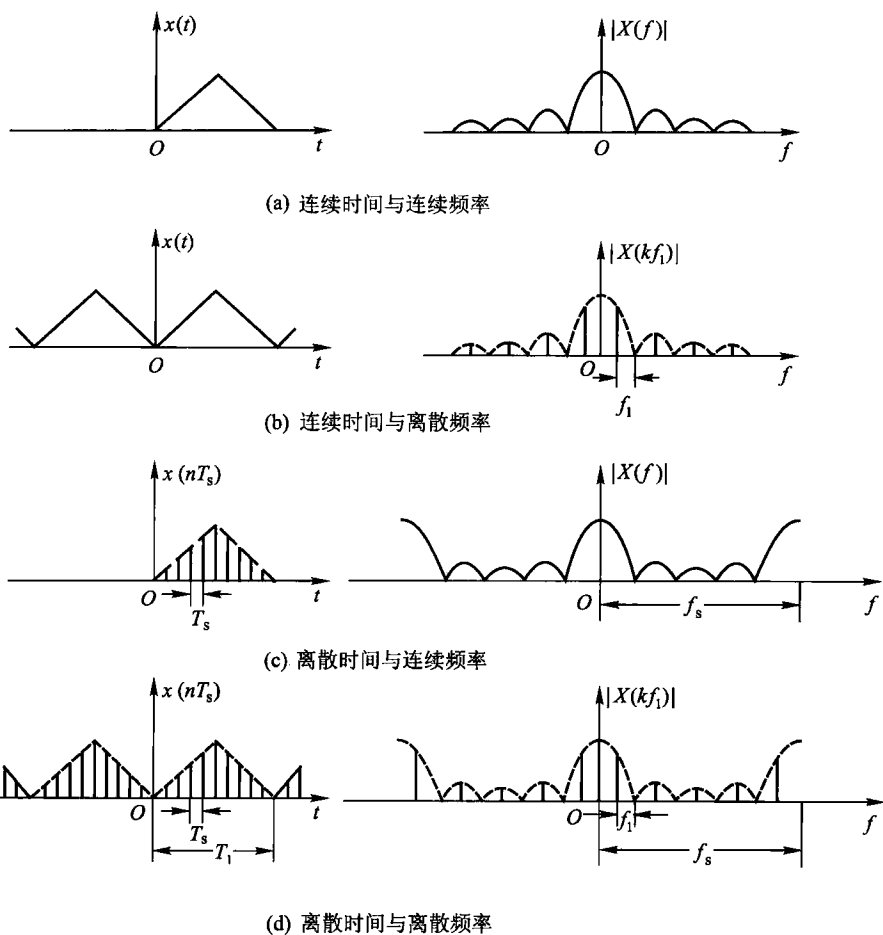 x(t)
|X(f)|
O
t
O
f
(a) 连续时间与连续频率
x(t)
|X(kf₁)|
O
t
O
f
f₁
(b) 连续时间与离散频率
x (nTₛ)
|X(f)|
O
Tₛ
t
O
fₛ
f
(c) 离散时间与连续频率
x (nTₛ)
|X(kf₁)|
O
Tₛ
T₁
t
O
f₁
fₛ
f
(d) 离散时间与离散频率